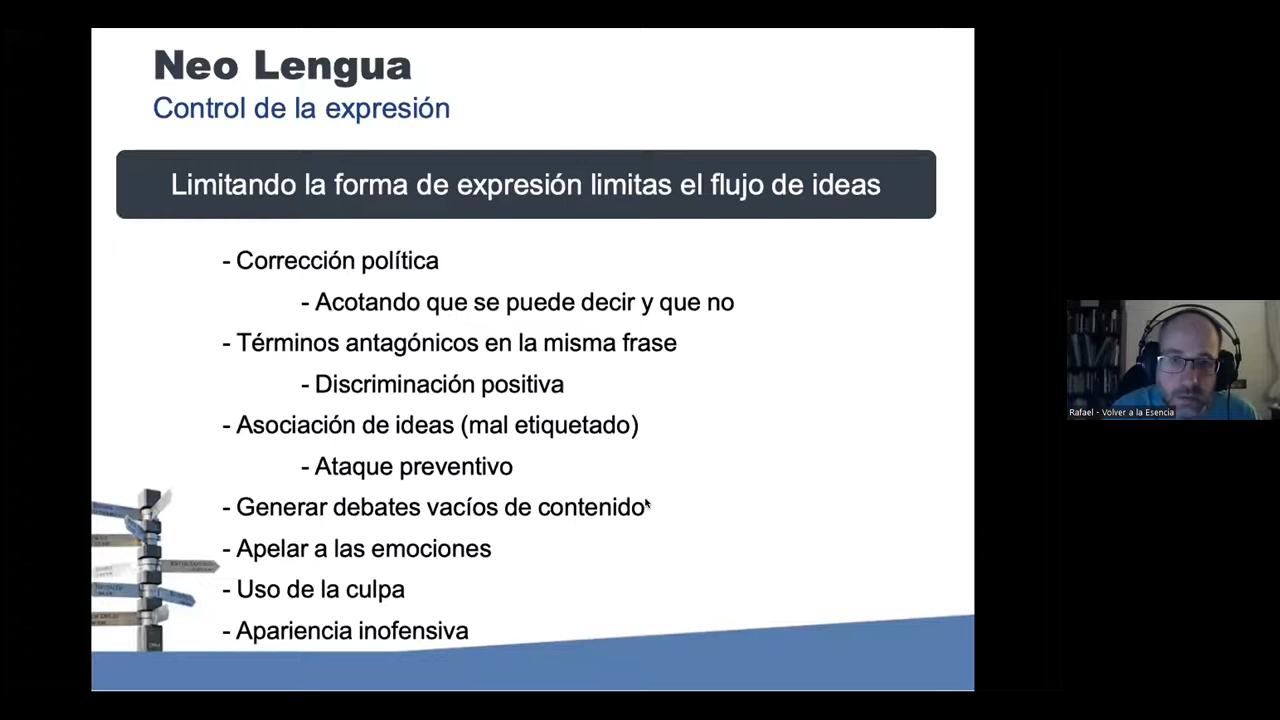 Neo Lengua
Control de la expresión
Limitando la forma de expresión limitas el flujo de ideas
- Corrección política
- Acotando que se puede decir y que no
- Términos antagónicos en la misma frase
- Discriminación positiva
- Asociación de ideas (mal etiquetado)
- Ataque preventivo
- Generar debates vacíos de contenido
- Apelar a las emociones
- Uso de la culpa
- Apariencia inofensiva
Rafael - Volver a la Esencia